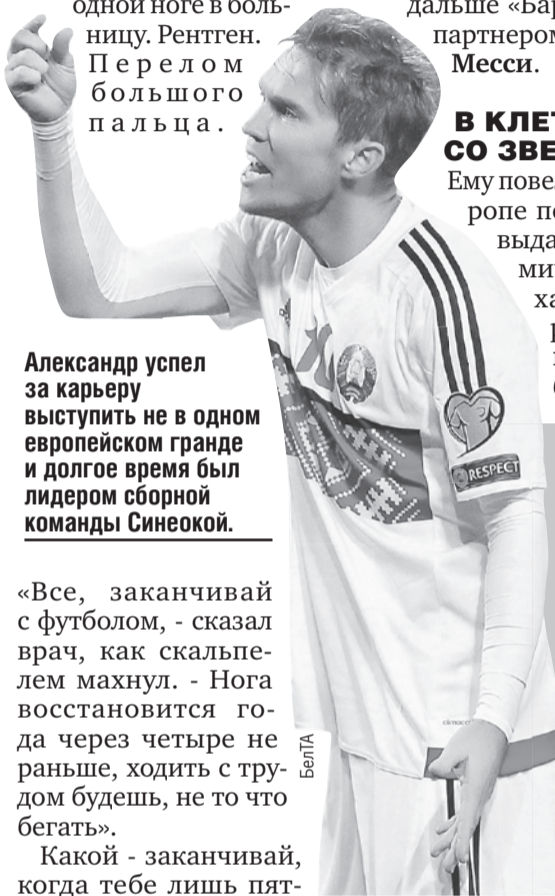 одной ноге в боль-
ницу. Рентген.
Перелом
большого
пальца.
Александр успел
за карьеру
выступить не в одном
европейском гранде
и долгое время был
лидером сборной
команды Синеокой.
«Все, заканчивай
с футболом, - сказал
врач, как скальпе-
лем махнул. - Нога
восстановится го-
да через четыре не
раньше, ходить с тру-
дом будешь, не то что
бегать».
Какой - заканчивай,
когда тебе лишь пят-
БелТА
RESPECT
дальше «Бар
партнером
Месси.
В КЛЕТ
СО ЗВЕ
Ему повез
ропе по
выда
ми
ха